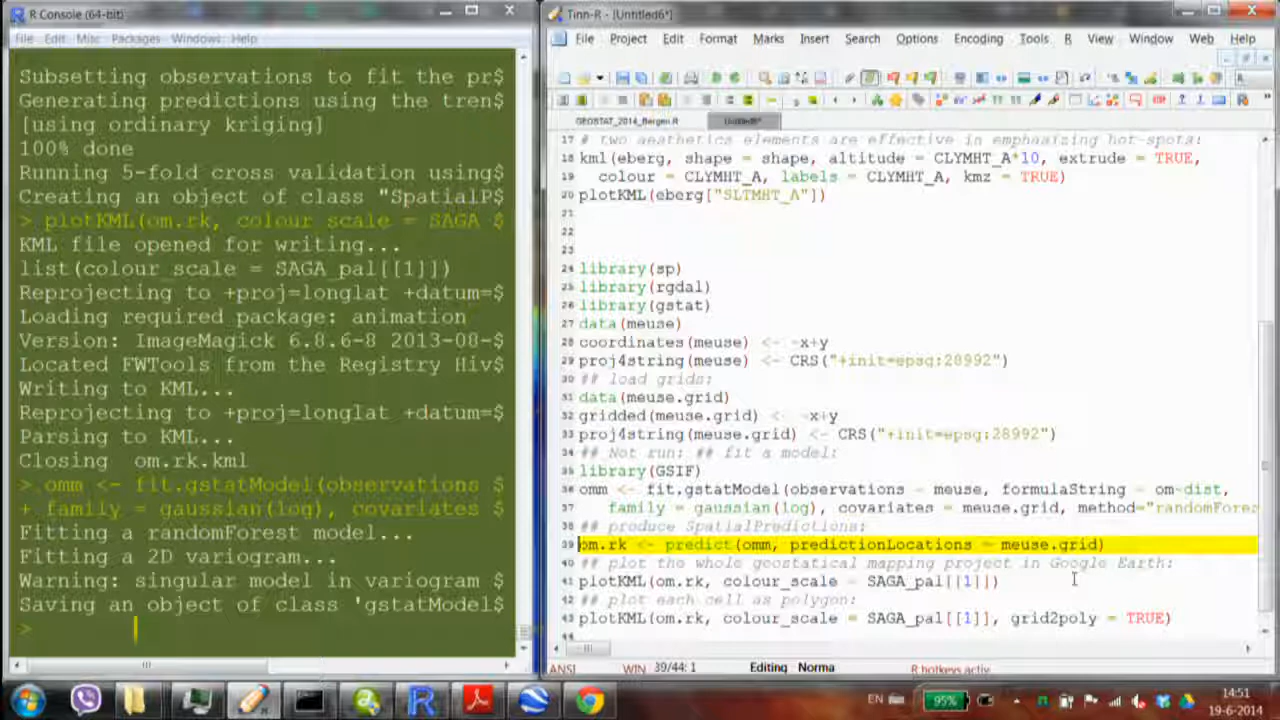 R Console (64-bit)
File Edit Misc Packages Windows Help
Subsetting observations to fit the pr$
Generating predictions using the tren$
[using ordinary kriging]
100% done
Running 5-fold cross validation using$
Creating an object of class "SpatialP$
> plotKML(om.rk, colour_scale = SAGA_$
KML file opened for writing...
list(colour_scale = SAGA_pal[[1]])
Reprojecting to +proj=longlat +datum=$
Loading required package: animation
Version: ImageMagick 6.8.6-8 2013-08-$
Located FWTools from the Registry Hiv$
Writing to KML...
Reprojecting to +proj=longlat +datum=$
Parsing to KML...
Closing om.rk.kml
> omm <- fit.gstatModel(observations $
+ family = gaussian(log), covariates $
Fitting a randomForest model...
Fitting a 2D variogram...
Warning: singular model in variogram $
Saving an object of class 'gstatModel$
>
Tinn-R - [Untitled6*]
File Project Edit Format Marks Insert Search Options Encoding Tools R View Window Web Help
GEOSTAT_2014_Bergen.R Untitled6*
17 # two aesthetics elements are effective in emphasizing hot-spots:
18 kml(eberg, shape = shape, altitude = CLYMHT_A*10, extrude = TRUE,
19 colour = CLYMHT_A, labels = CLYMHT_A, kmz = TRUE)
20 plotKML(eberg["SLTMHT_A"])
21
22
23
24 library(sp)
25 library(rgdal)
26 library(gstat)
27 data(meuse)
28 coordinates(meuse) <- ~x+y
29 proj4string(meuse) <- CRS("+init=epsg:28992")
30 ## load grids:
31 data(meuse.grid)
32 gridded(meuse.grid) <- ~x+y
33 proj4string(meuse.grid) <- CRS("+init=epsg:28992")
34 ## Not run: ## fit a model:
35 library(GSIF)
36 omm <- fit.gstatModel(observations = meuse, formulaString = om~dist,
37 family = gaussian(log), covariates = meuse.grid, method="randomFores
38 ## produce SpatialPredictions:
39 om.rk <- predict(omm, predictionLocations = meuse.grid)
40 ## plot the whole geostatical mapping project in Google Earth:
41 plotKML(om.rk, colour_scale = SAGA_pal[[1]])
42 ## plot each cell as polygon:
43 plotKML(om.rk, colour_scale = SAGA_pal[[1]], grid2poly = TRUE)
44
ANSI WIN 39/44: 1 Editing Norma R hotkeys activ
EN 95% 14:51
19-6-2014